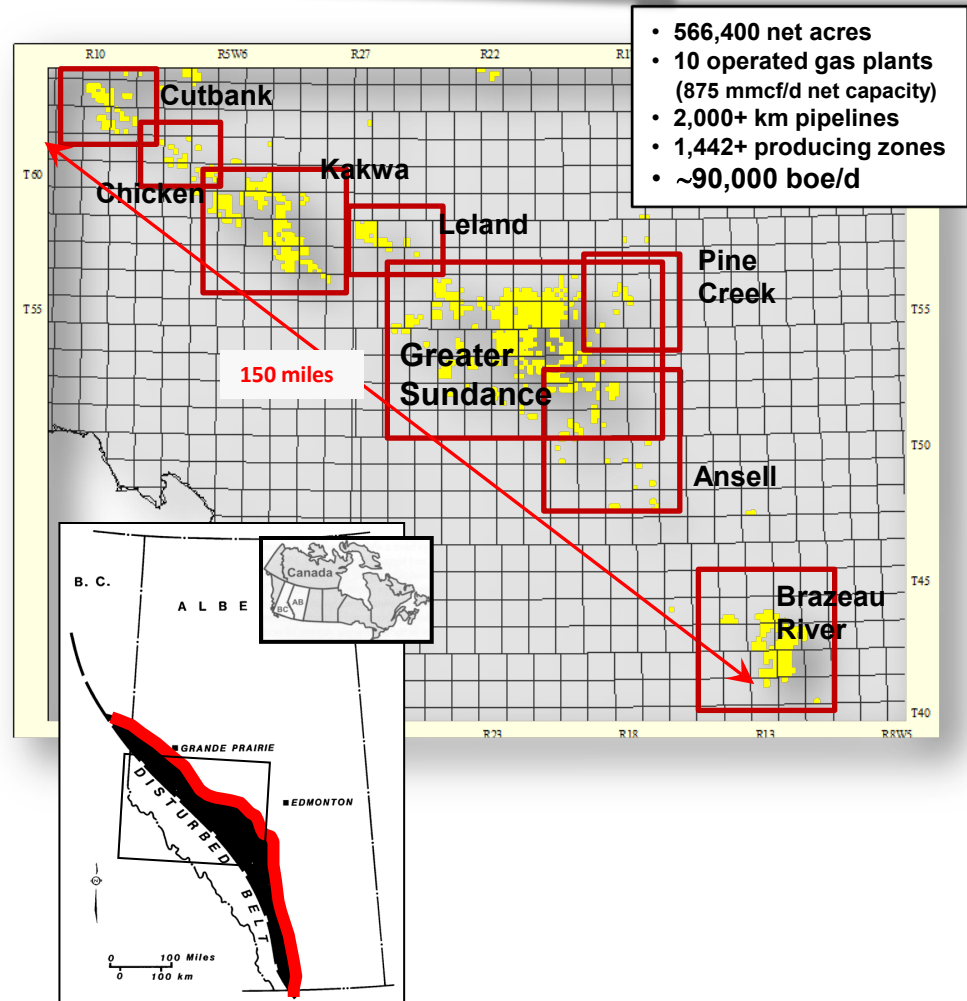 • 566,400 net acres
• 10 operated gas plants
(875 mmcf/d net capacity)
• 2,000+ km pipelines
• 1,442+ producing zones
• ~90,000 boe/d
R10
R5W6
R27
R22
Cutbank
T60
Chicken
Kakwa
Leland
Pine
Creek
T55
T55
Greater
Sundance
150 miles
T50
Ansell
T45
Brazeau
River
T40
R23
R18
R13
R8W5
B. C.
A L B E
Canada
BC
AB
GRANDE PRAIRIE
EDMONTON
DISTURBED BELT
N
0 100 Miles
0 100 km